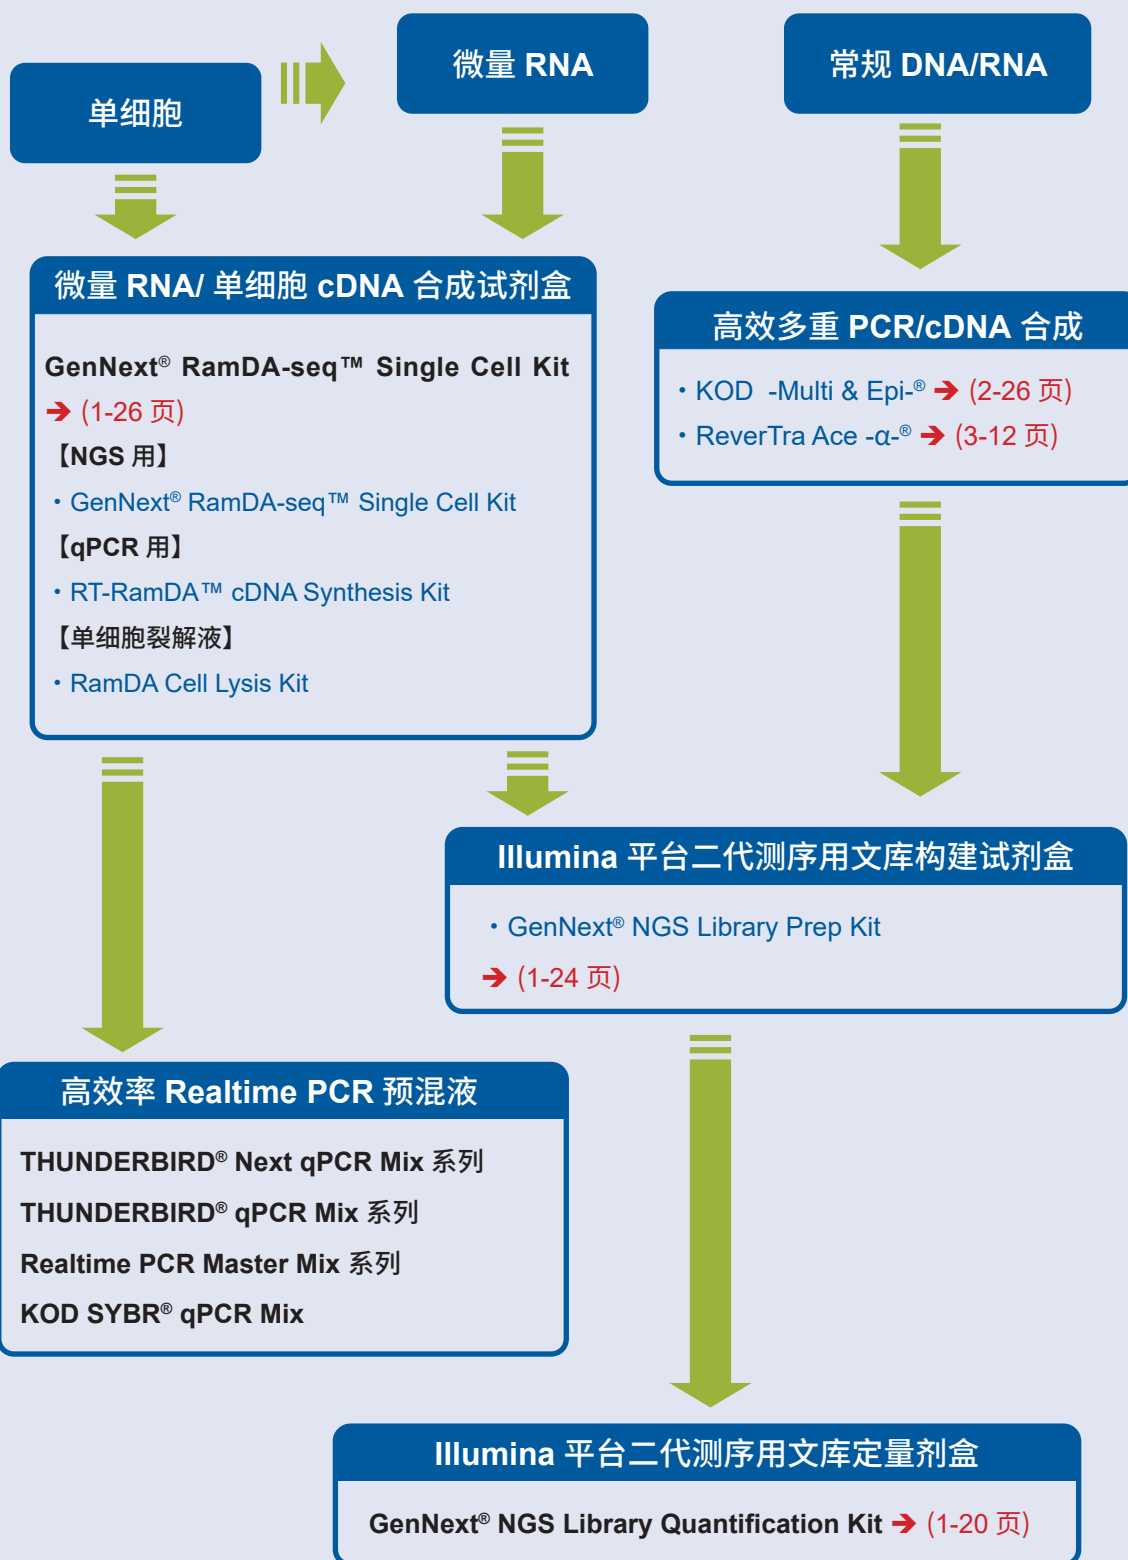 单细胞
微量 RNA
常规 DNA/RNA
微量 RNA/ 单细胞 cDNA 合成试剂盒
GenNext® RamDA-seq™ Single Cell Kit
➔ (1-26 页)
【NGS 用】
・GenNext® RamDA-seq™ Single Cell Kit
【qPCR 用】
・RT-RamDA™ cDNA Synthesis Kit
【单细胞裂解液】
・RamDA Cell Lysis Kit
高效多重 PCR/cDNA 合成
・KOD -Multi & Epi-® ➔ (2-26 页)
・ReverTra Ace -α-® ➔ (3-12 页)
Illumina 平台二代测序用文库构建试剂盒
・GenNext® NGS Library Prep Kit
➔ (1-24 页)
高效率 Realtime PCR 预混液
THUNDERBIRD® Next qPCR Mix 系列
THUNDERBIRD® qPCR Mix 系列
Realtime PCR Master Mix 系列
KOD SYBR® qPCR Mix
Illumina 平台二代测序用文库定量剂盒
GenNext® NGS Library Quantification Kit ➔ (1-20 页)